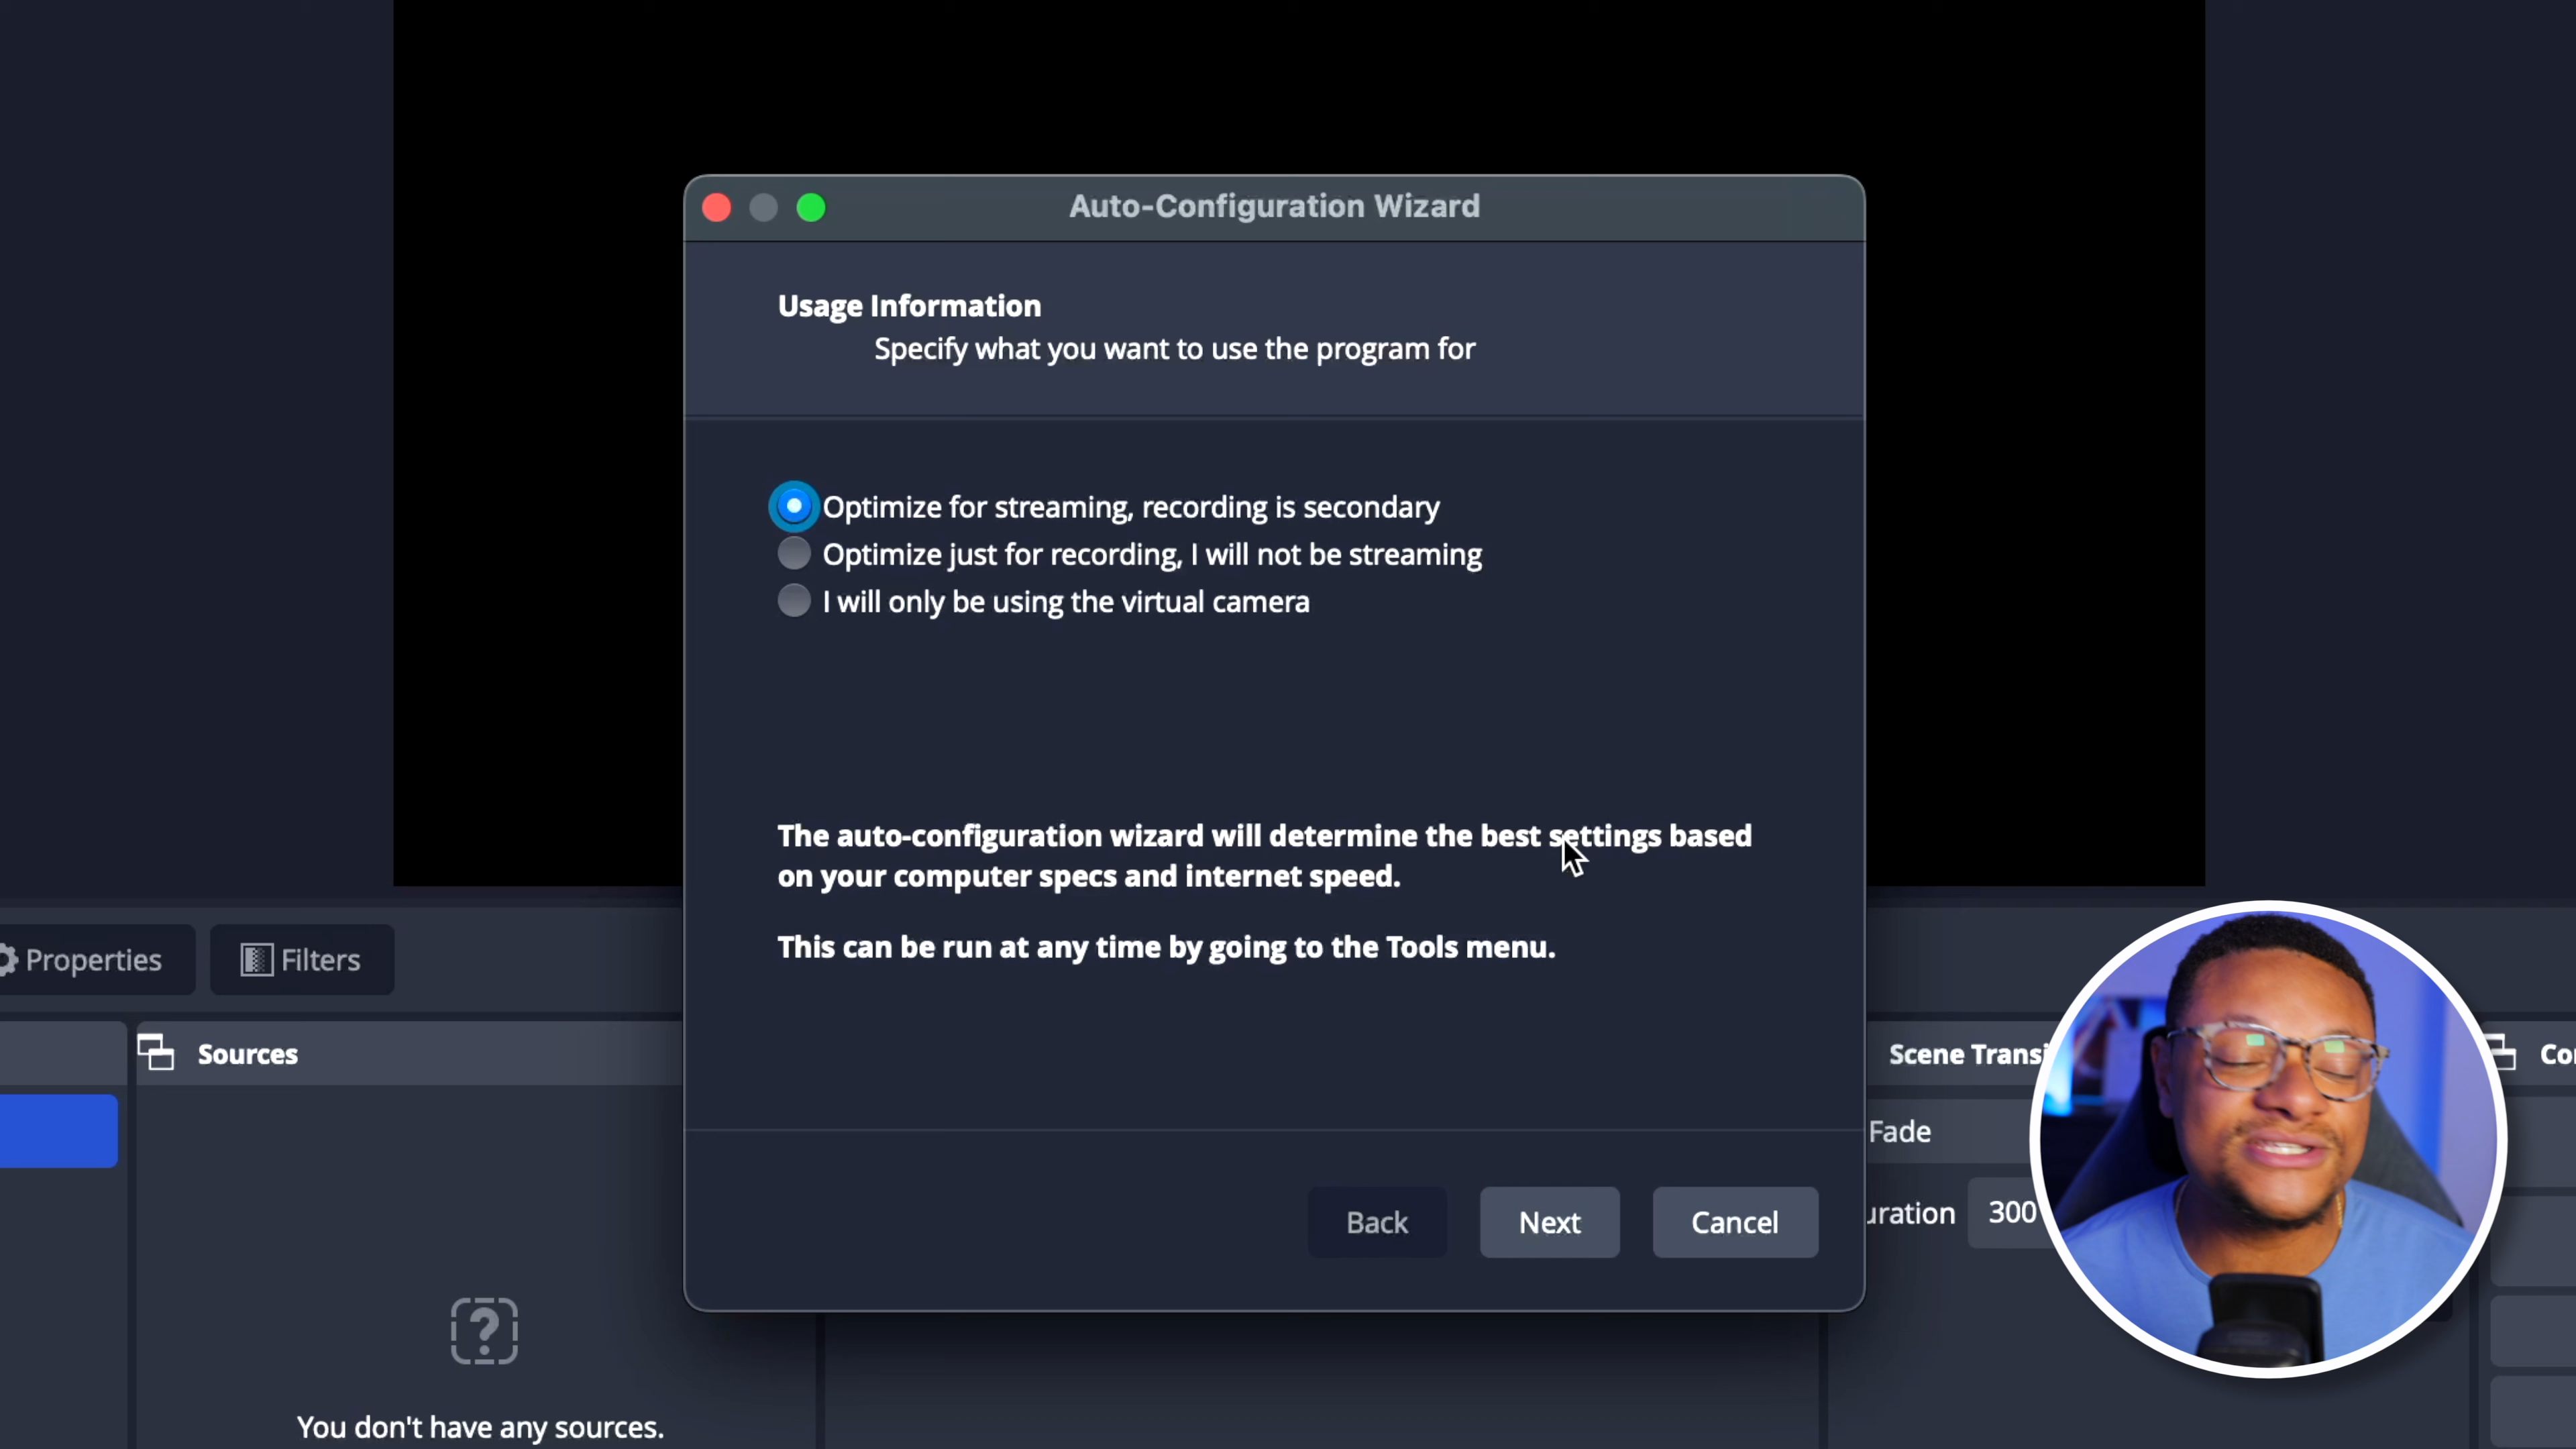 Auto-Configuration Wizard
Usage Information
Specify what you want to use the program for
Optimize for streaming, recording is secondary
Optimize just for recording, I will not be streaming
I will only be using the virtual camera
The auto-configuration wizard will determine the best settings based
on your computer specs and internet speed.
This can be run at any time by going to the Tools menu.
Back
Next
Cancel
Properties
Filters
Sources
You don't have any sources.
Scene Transi
Fade
uration
300
Co